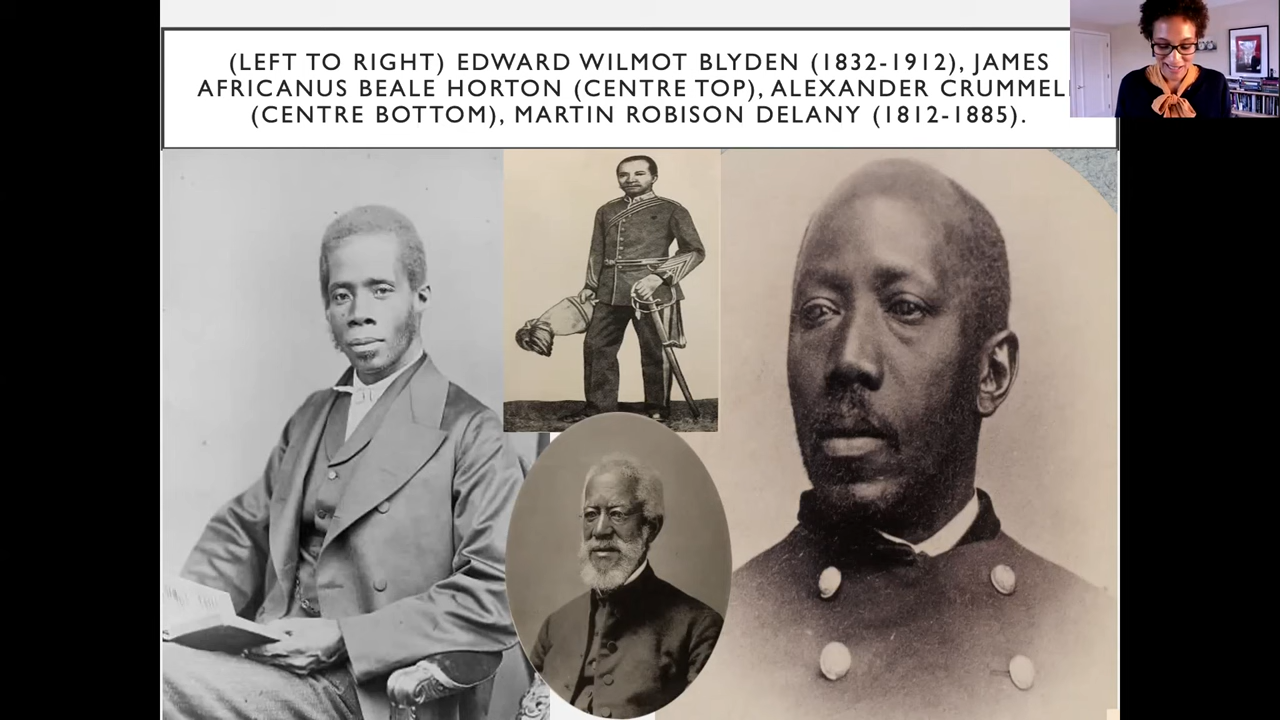 (LEFT TO RIGHT) EDWARD WILMOT BLYDEN (1832-1912), JAMES
AFRICANUS BEALE HORTON (CENTRE TOP), ALEXANDER CRUMMELL
(CENTRE BOTTOM), MARTIN ROBISON DELANY (1812-1885).